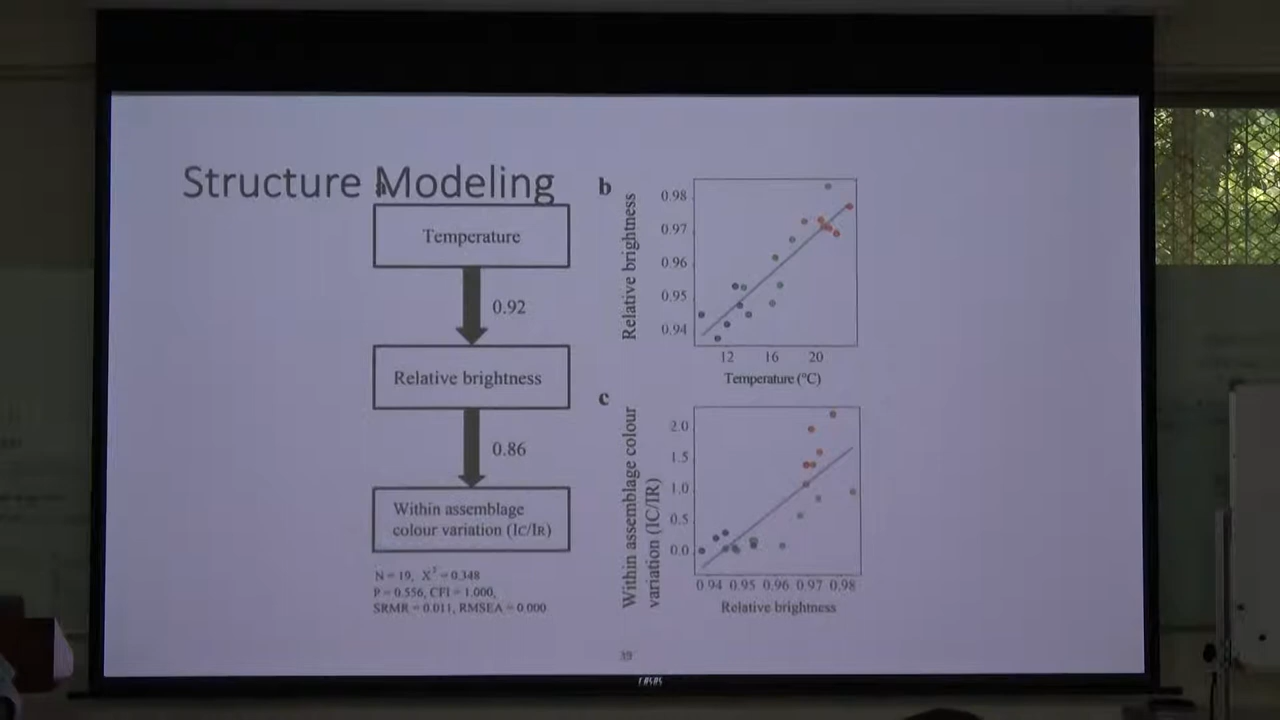 Structure Modeling
Temperature
0.92
Relative brightness
0.86
Within assemblage
colour variation (IC/IR)
N = 19, X² = 0.348
P = 0.556, CFI = 1.000,
SRMR = 0.011, RMSEA = 0.000
b
Relative brightness
0.98
0.97
0.96
0.95
0.94
12 16 20
Temperature (°C)
c
Within assemblage colour
variation (IC/IR)
2.0
1.5
1.0
0.5
0.0
0.94 0.95 0.96 0.97 0.98
Relative brightness